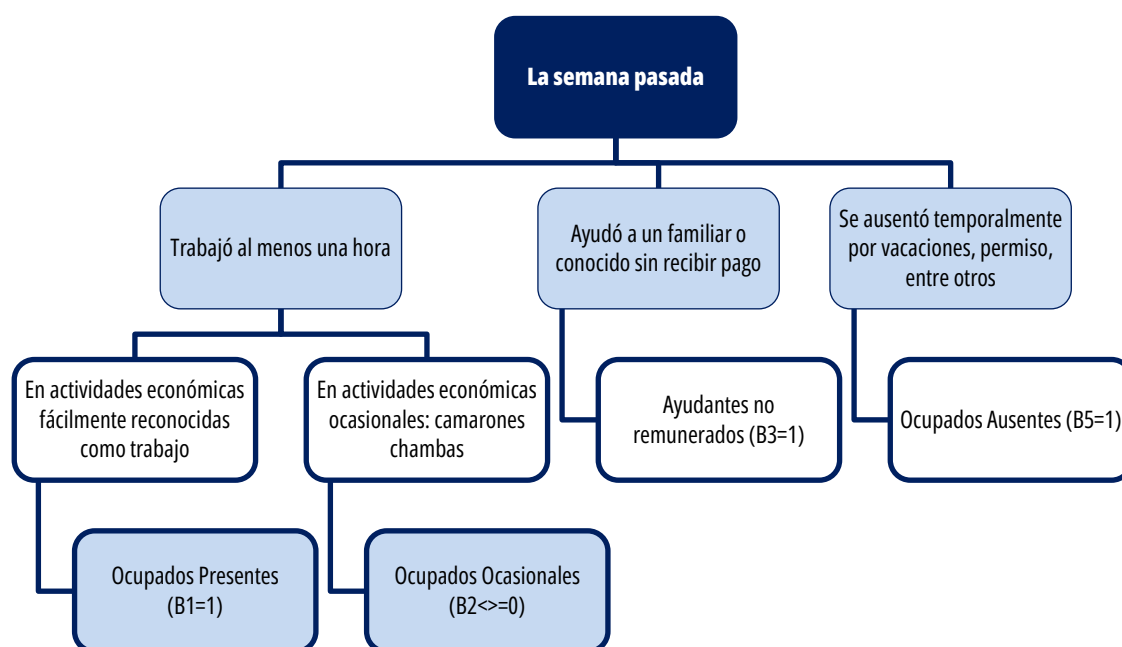 La semana pasada
Trabajó al menos una hora
Ayudó a un familiar o
conocido sin recibir pago
Se ausentó temporalmente
por vacaciones, permiso,
entre otros
En actividades económicas
fácilmente reconocidas
como trabajo
En actividades económicas
ocasionales: camarones
chambas
Ayudantes no
remunerados (B3=1)
Ocupados Ausentes (B5=1)
Ocupados Presentes
(B1=1)
Ocupados Ocasionales
(B2<>=0)